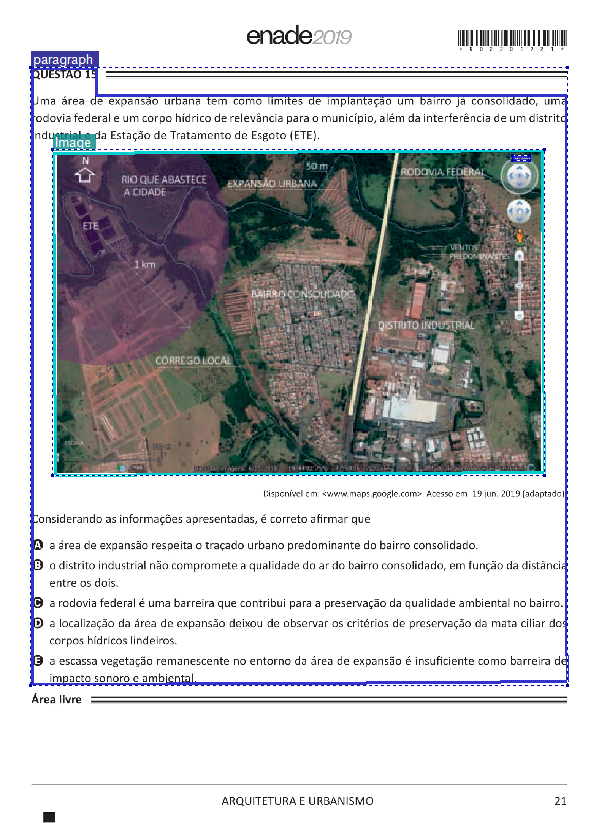 enade2019
paragraph
QUESTÃO 15
Uma área de expansão urbana tem como limites de implantação um bairro já consolidado, uma
rodovia federal e um corpo hídrico de relevância para o município, além da interferência de um distrito
industrial e da Estação de Tratamento de Esgoto (ETE).
Image
N
50 m
RODOVIA FEDERAL
RIO QUE ABASTECE
A CIDADE
EXPANSÃO URBANA
ETE
VENTOS
PREDOMINANTES
1 km
BAIRRO CONSOLIDADO
DISTRITO INDUSTRIAL
CÓRREGO LOCAL
ESCALA
Disponível em: <www.maps.google.com>. Acesso em: 19 jun. 2019 (adaptado).
Considerando as informações apresentadas, é correto afirmar que
A a área de expansão respeita o traçado urbano predominante do bairro consolidado.
B o distrito industrial não compromete a qualidade do ar do bairro consolidado, em função da distância
entre os dois.
C a rodovia federal é uma barreira que contribui para a preservação da qualidade ambiental no bairro.
D a localização da área de expansão deixou de observar os critérios de preservação da mata ciliar dos
corpos hídricos lindeiros.
E a escassa vegetação remanescente no entorno da área de expansão é insuficiente como barreira de
impacto sonoro e ambiental.
Área livre
ARQUITETURA E URBANISMO
21